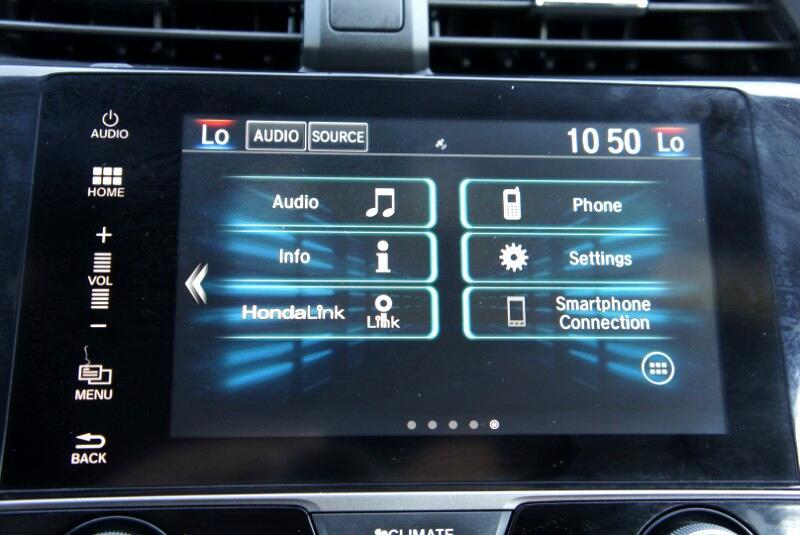 AUDIO
HOME
+
VOL
−
MENU
BACK
Lo AUDIO SOURCE 10 50 Lo
Audio
Phone
Info
Settings
HondaLink
Link
Smartphone
Connection
CLIMATE